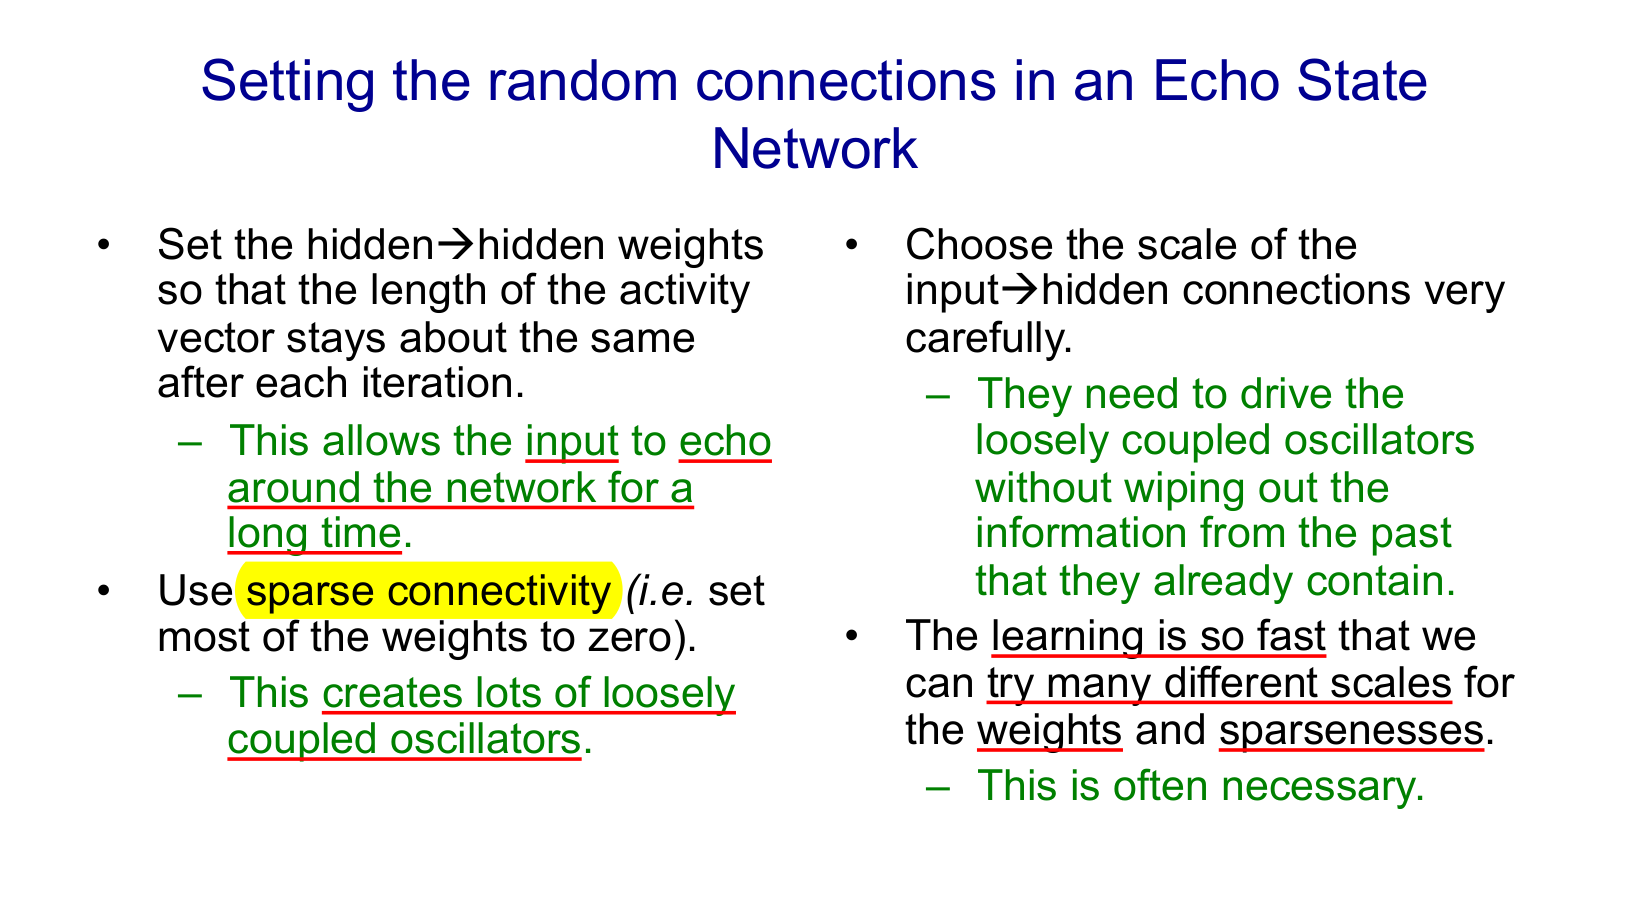 Setting the random connections in an Echo State
Network
• Set the hidden→hidden weights
so that the length of the activity
vector stays about the same
after each iteration.
– This allows the input to echo
around the network for a
long time.
• Use sparse connectivity (i.e. set
most of the weights to zero).
– This creates lots of loosely
coupled oscillators.
• Choose the scale of the
input→hidden connections very
carefully.
– They need to drive the
loosely coupled oscillators
without wiping out the
information from the past
that they already contain.
• The learning is so fast that we
can try many different scales for
the weights and sparsenesses.
– This is often necessary.